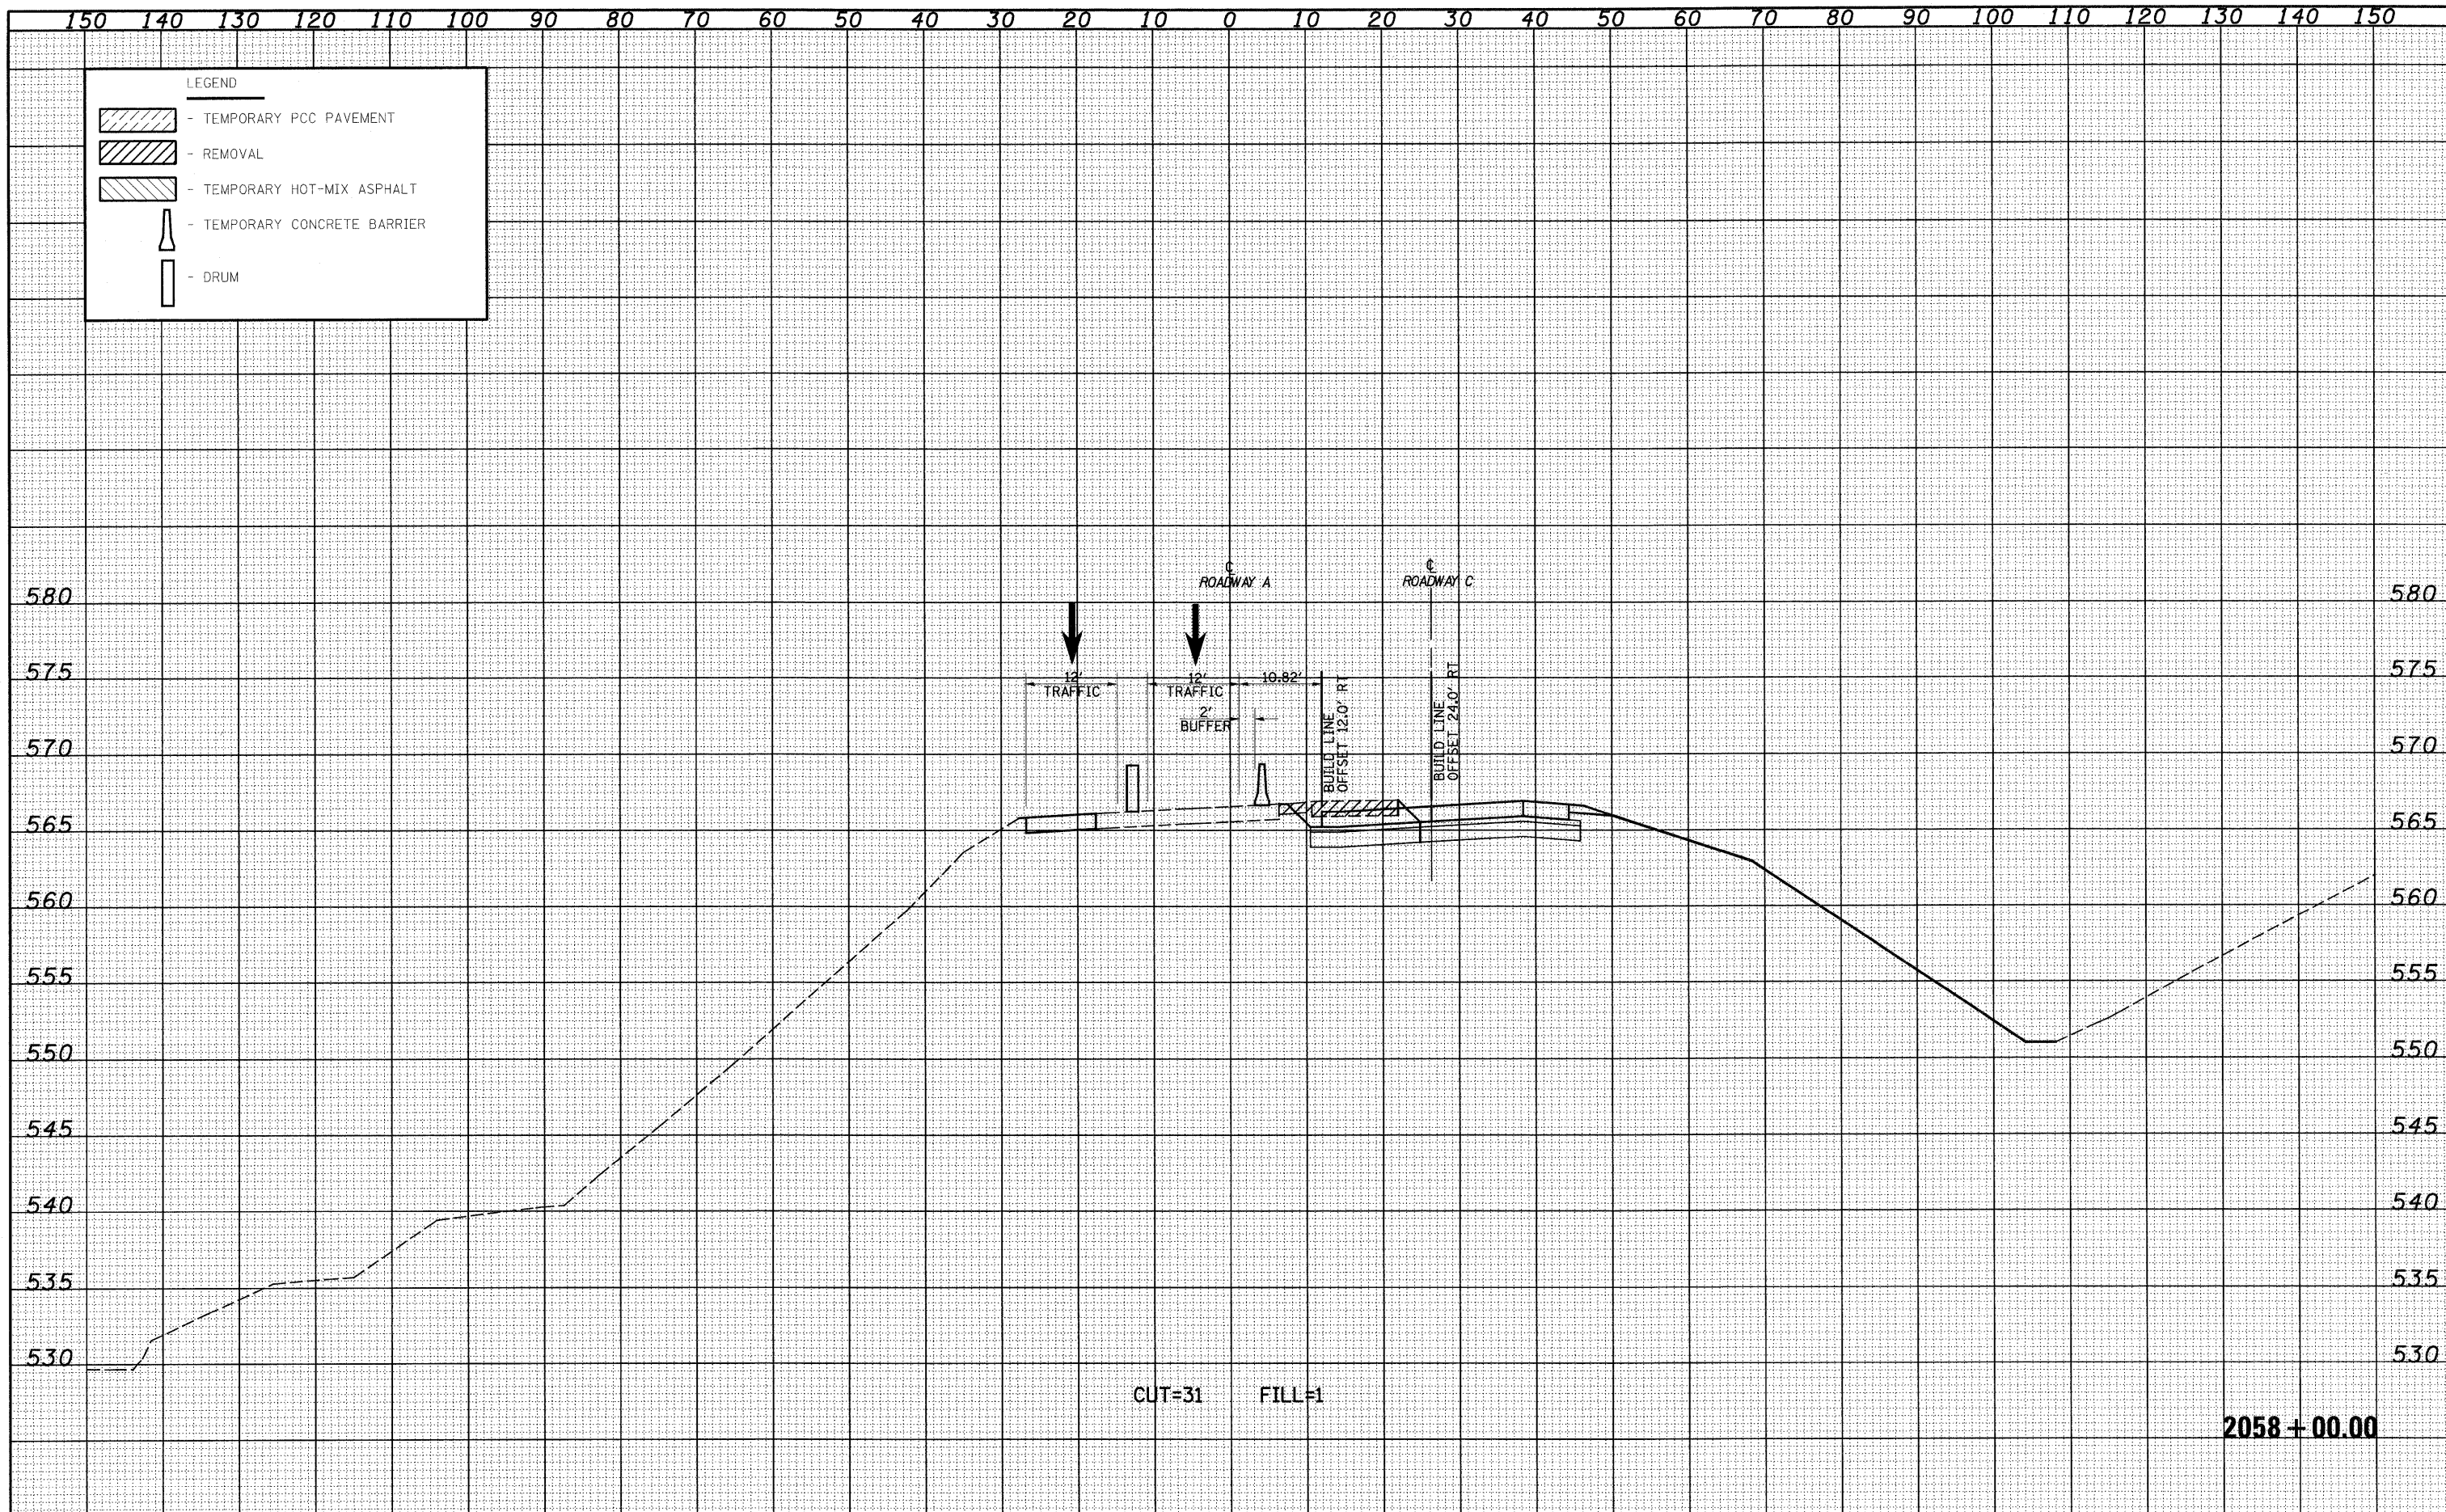 150 140 130 120 110 100 90 80 70 60 50 40 30 20 10 0 10 20 30 40 50 60 70 80 90 100 110 120 130 140 150
LEGEND
- TEMPORARY PCC PAVEMENT
- REMOVAL
- TEMPORARY HOT-MIX ASPHALT
- TEMPORARY CONCRETE BARRIER
- DRUM
℄
ROADWAY A
℄
ROADWAY C
580 580
575 575
12'
TRAFFIC
12'
TRAFFIC
10.82'
2'
BUFFER
BUILD LINE
OFFSET 12.0' RT
BUILD LINE
OFFSET 24.0' RT
570 570
565 565
560 560
555 555
550 550
545 545
540 540
535 535
530 530
CUT=31 FILL=1
2058+00.00